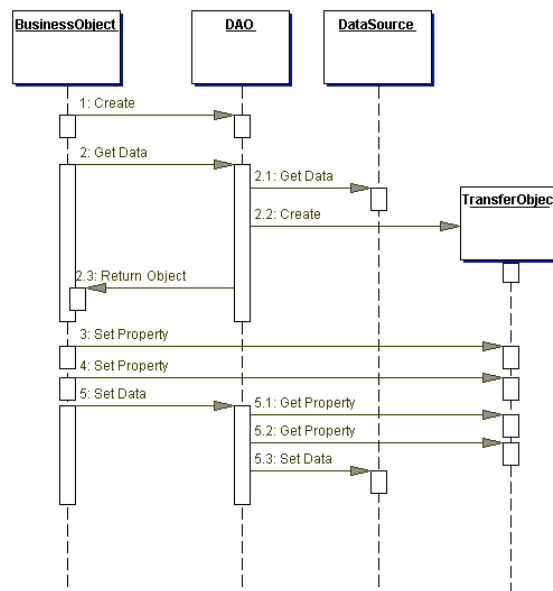 BusinessObject
DAO
DataSource
1: Create
2: Get Data
2.1: Get Data
2.2: Create
TransferObject
2.3: Return Object
3: Set Property
4: Set Property
5: Set Data
5.1: Get Property
5.2: Get Property
5.3: Set Data